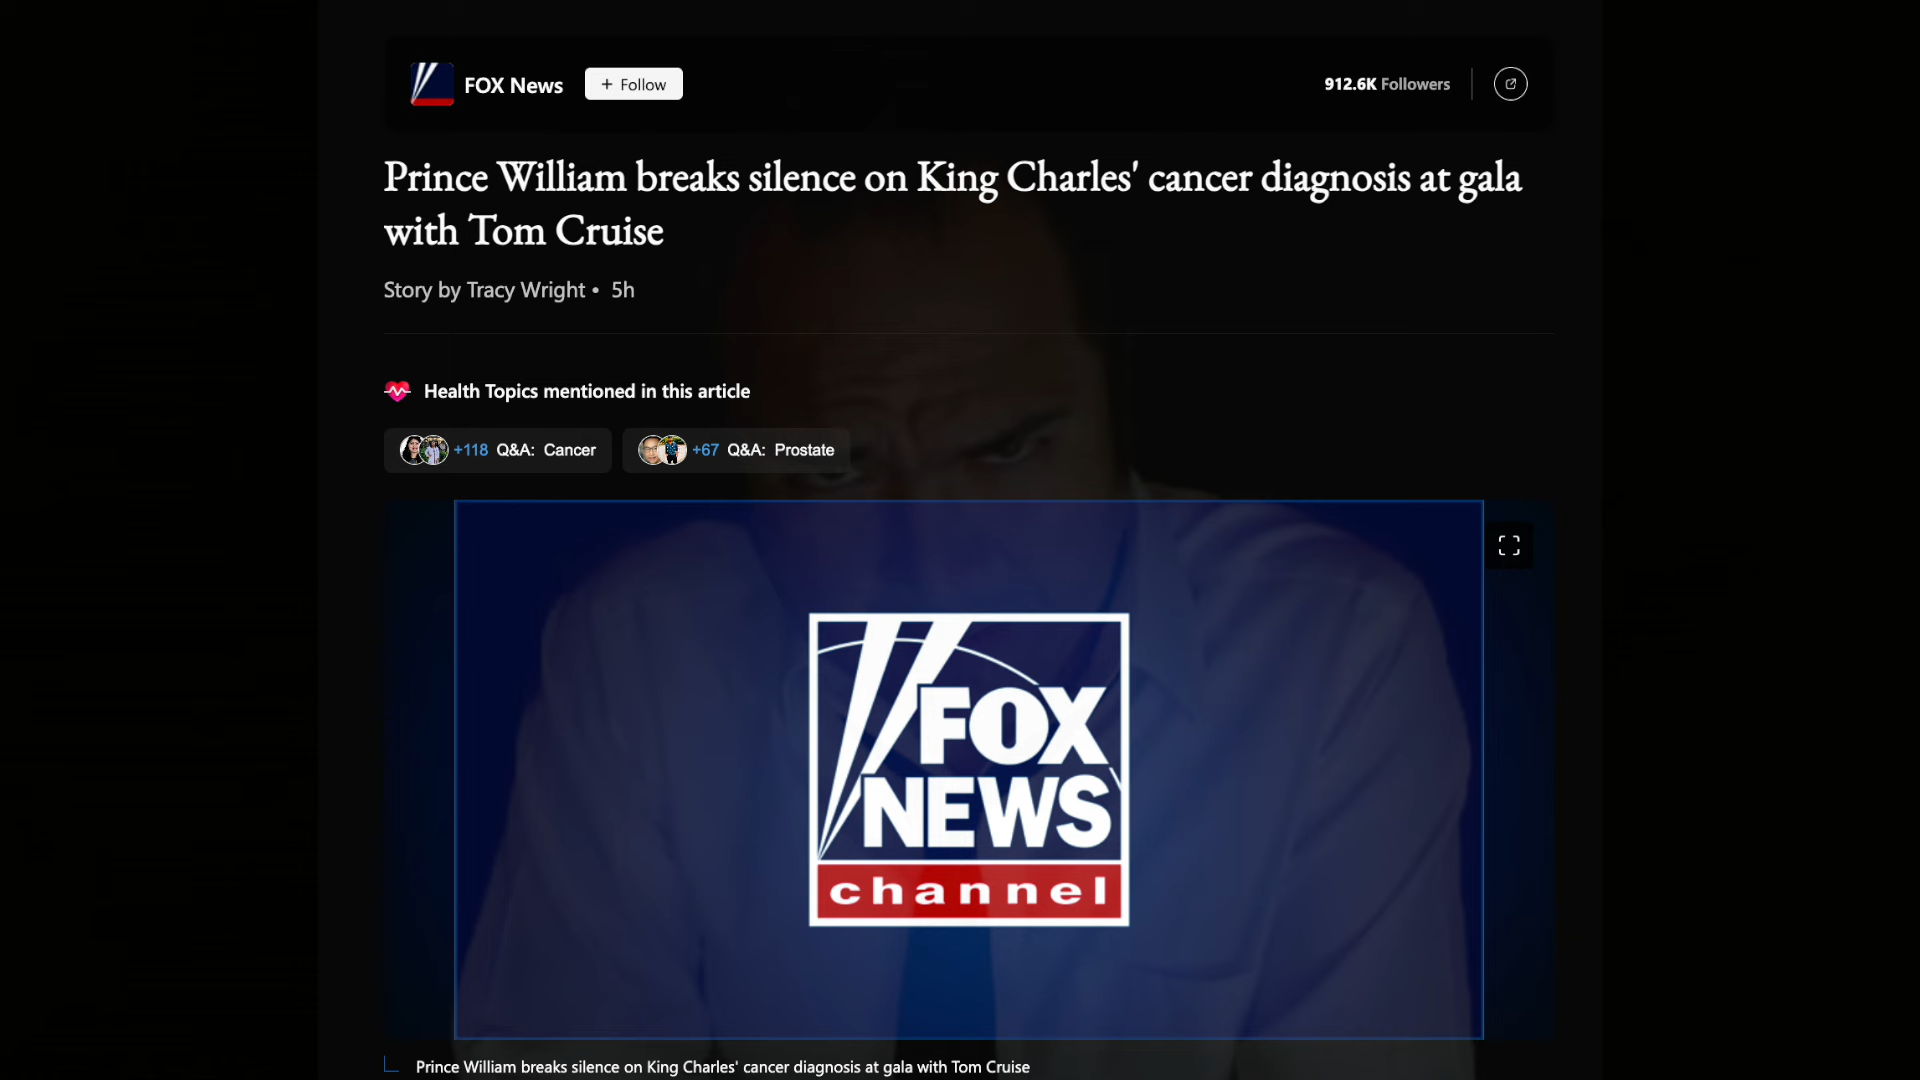 FOX News
+ Follow
912.6K Followers
Prince William breaks silence on King Charles' cancer diagnosis at gala
with Tom Cruise
Story by Tracy Wright • 5h
Health Topics mentioned in this article
+118 Q&A: Cancer
+67 Q&A: Prostate
FOX
NEWS
channel
Prince William breaks silence on King Charles' cancer diagnosis at gala with Tom Cruise